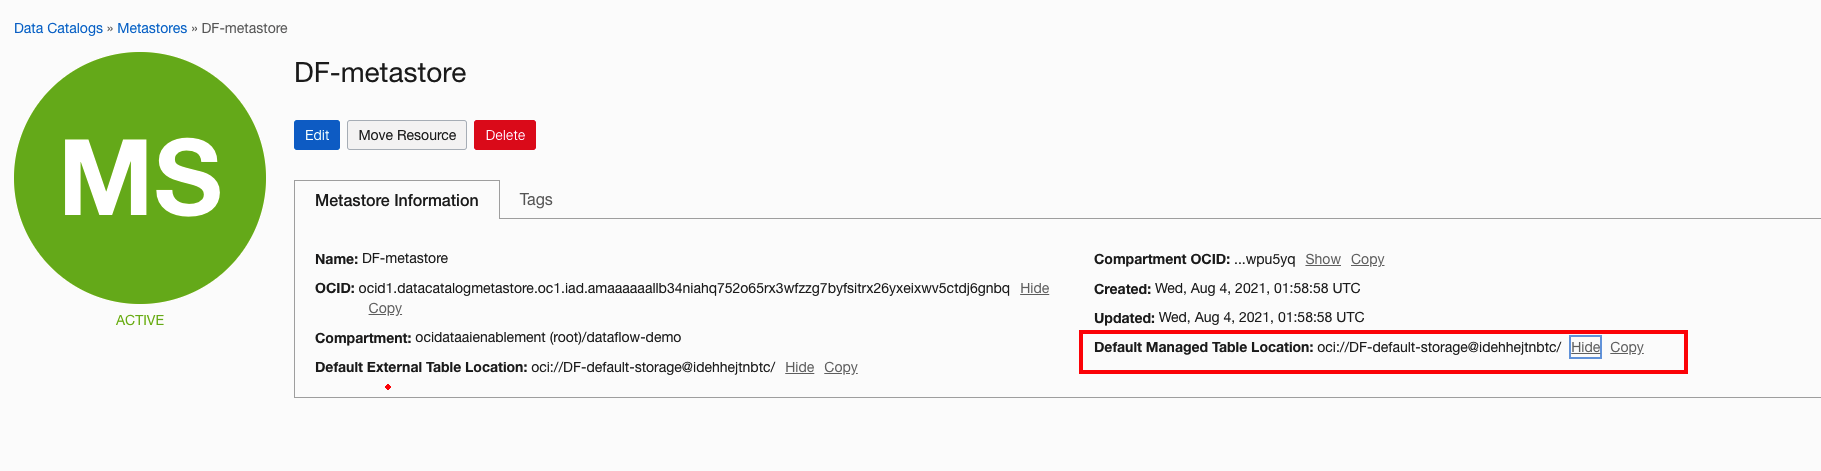 Data Catalogs » Metastores » DF-metastore
MS
ACTIVE
DF-metastore
Edit Move Resource Delete
Metastore Information Tags
Name: DF-metastore
OCID: ocid1.datacatalogmetastore.oc1.iad.amaaaaaallb34niahq752o65rx3wfzzg7byfsitrx26yxeixwv5ctdj6gnbq Hide
Copy
Compartment: ocidataaienablement (root)/dataflow-demo
Default External Table Location: oci://DF-default-storage@idehhejtnbtc/ Hide Copy
Compartment OCID: ...wpu5yq Show Copy
Created: Wed, Aug 4, 2021, 01:58:58 UTC
Updated: Wed, Aug 4, 2021, 01:58:58 UTC
Default Managed Table Location: oci://DF-default-storage@idehhejtnbtc/ Hide Copy